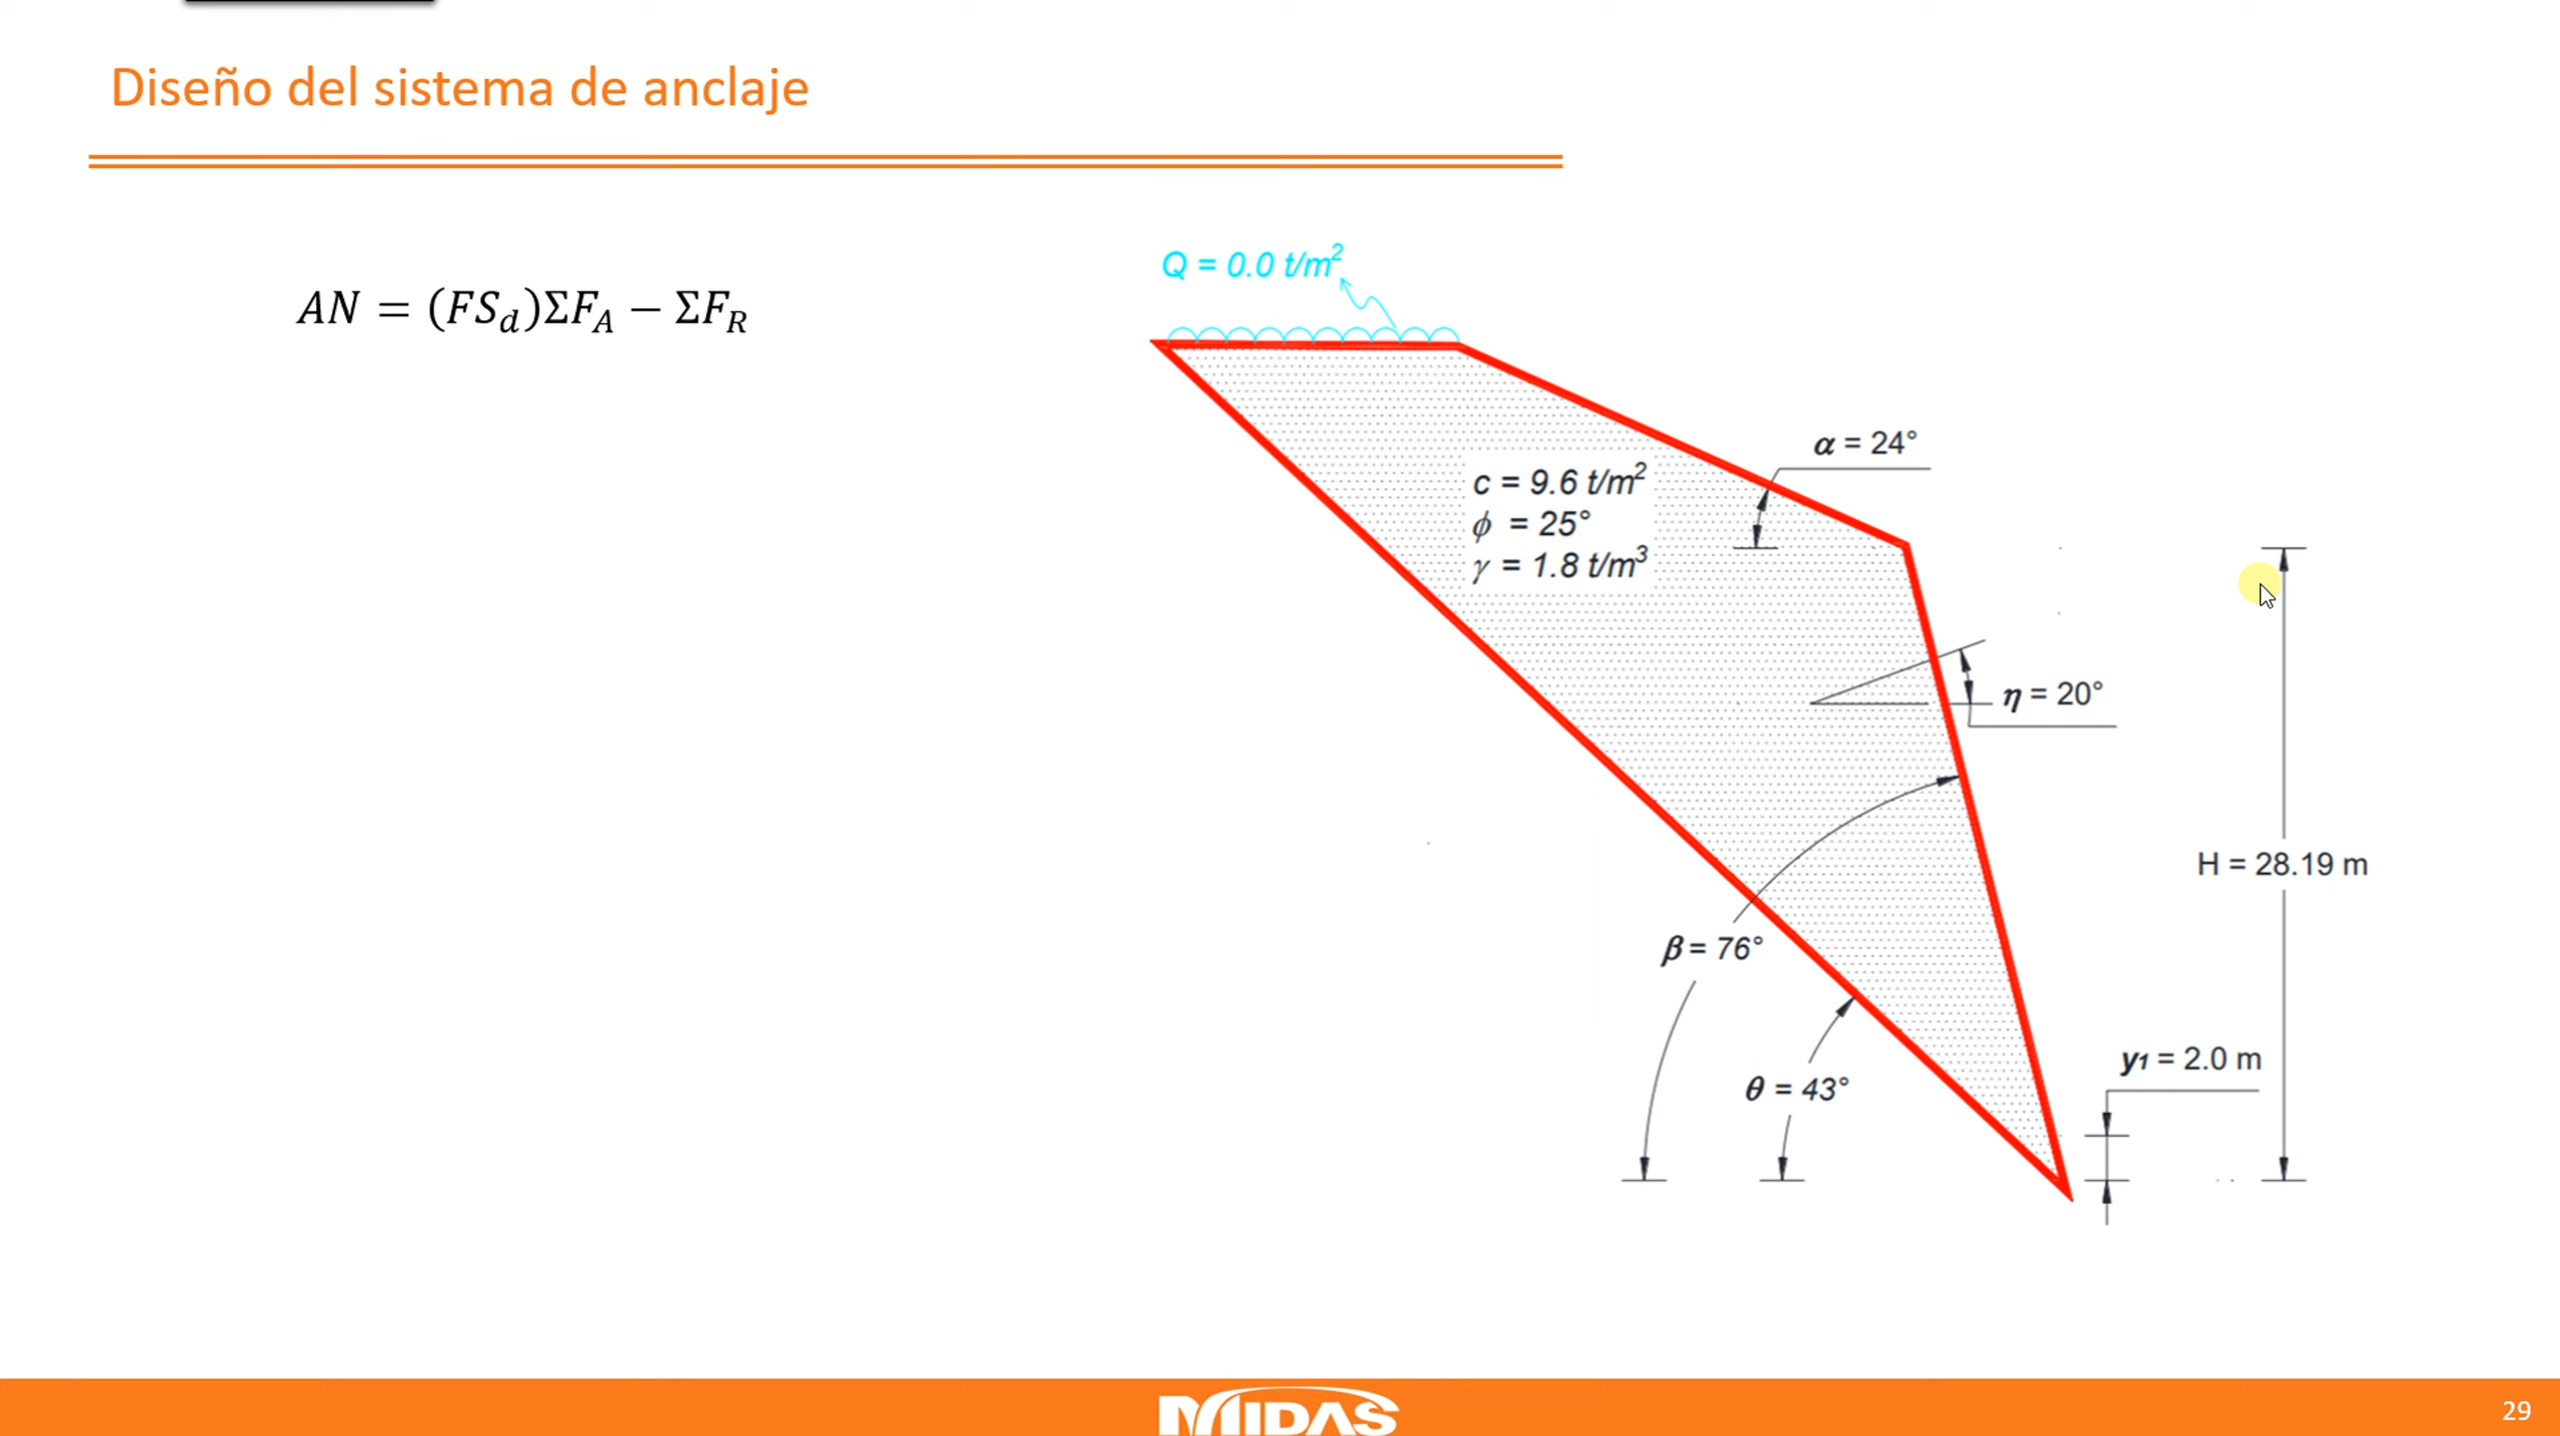 Diseño del sistema de anclaje
AN = (FS_d)ΣF_A − ΣF_R
Q = 0.0 t/m²
α = 24°
c = 9.6 t/m²
ϕ = 25°
γ = 1.8 t/m³
η = 20°
H = 28.19 m
β = 76°
y₁ = 2.0 m
θ = 43°
MIDAS
29